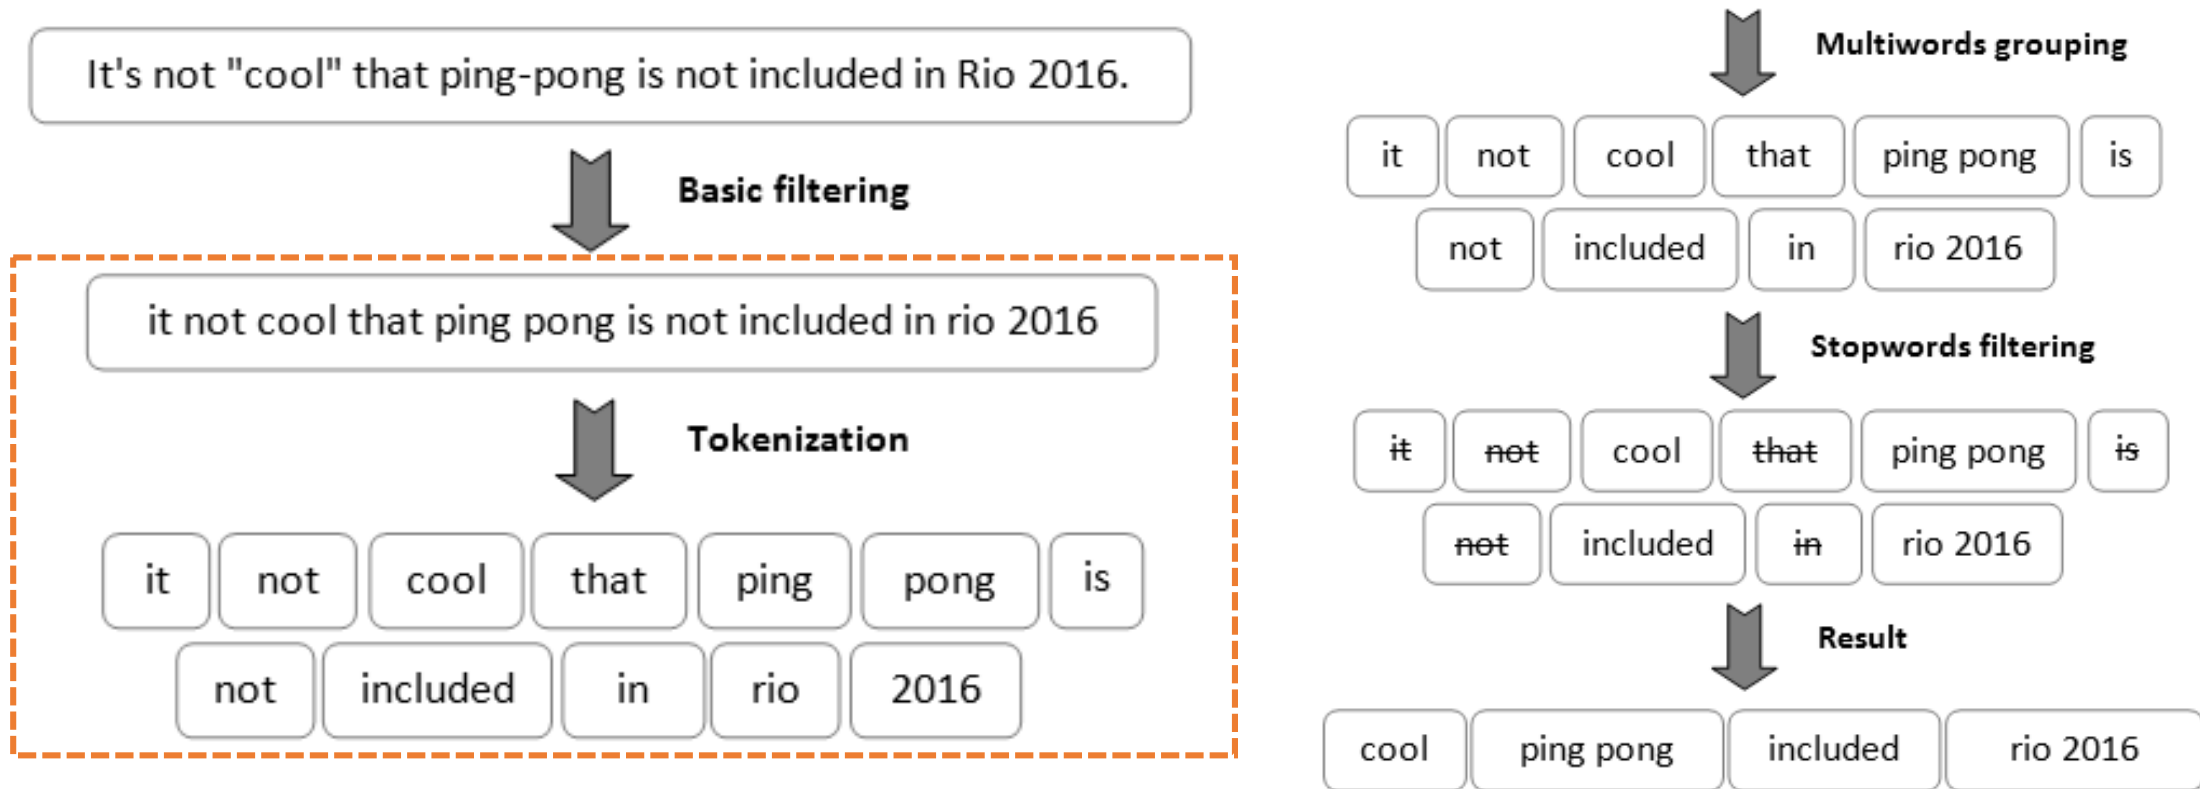 It's not "cool" that ping-pong is not included in Rio 2016.
Basic filtering
it not cool that ping pong is not included in rio 2016
Tokenization
it not cool that ping pong is
not included in rio 2016
Multiwords grouping
it not cool that ping pong is
not included in rio 2016
Stopwords filtering
it not cool that ping pong is
not included in rio 2016
Result
cool ping pong included rio 2016